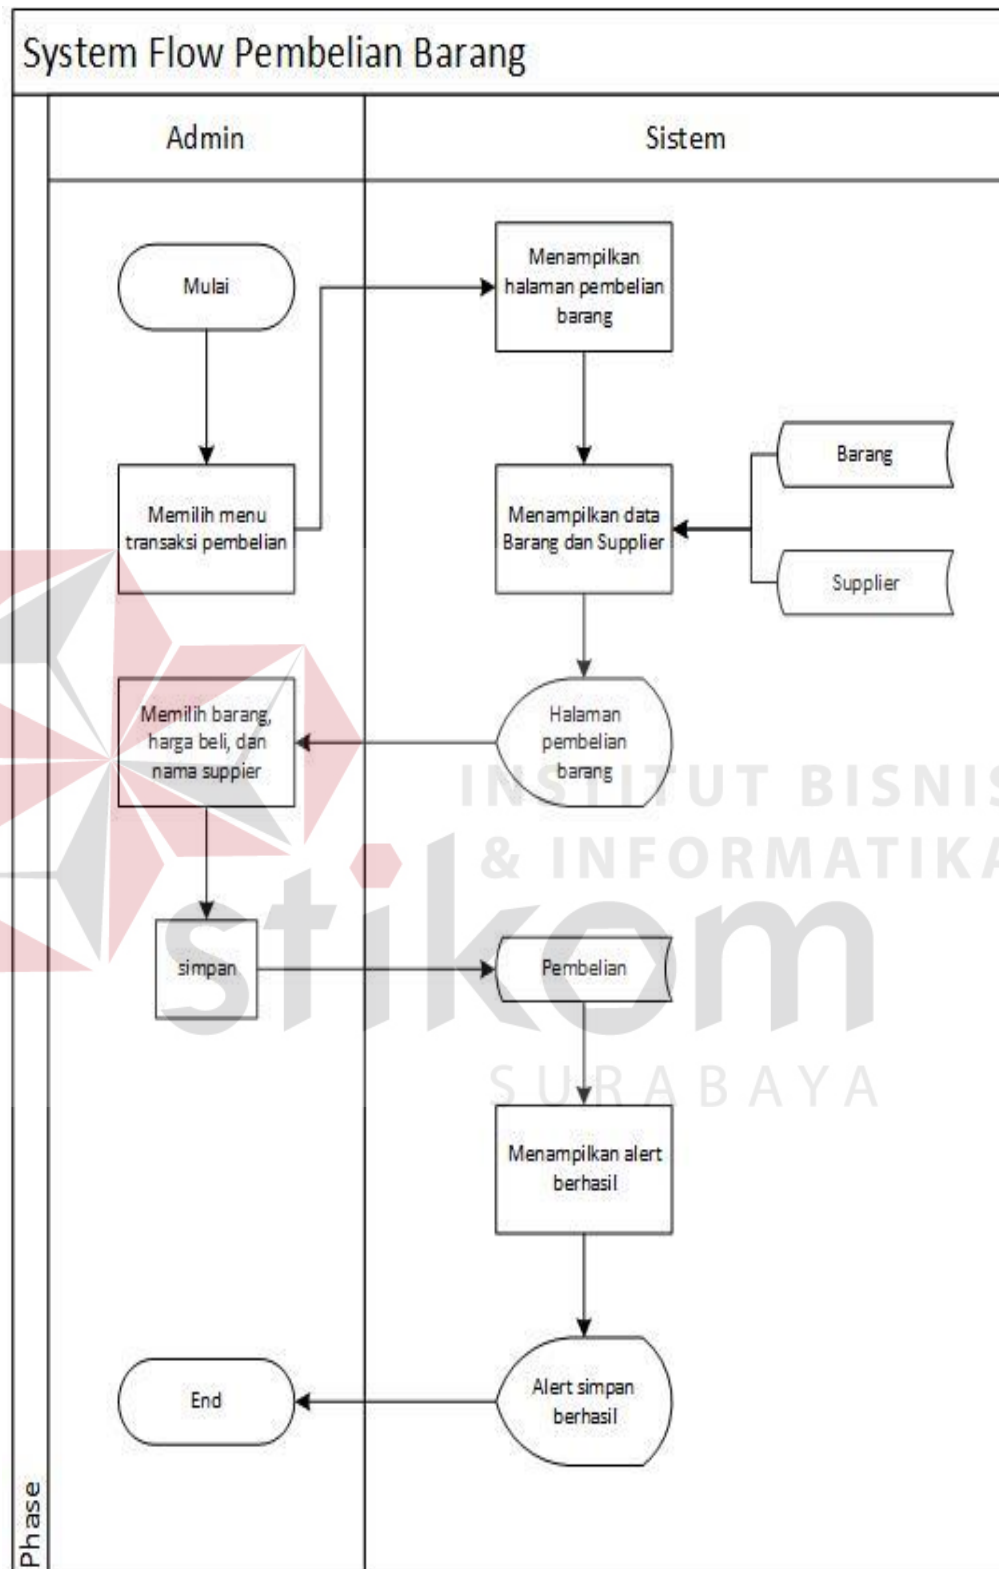 System Flow Pembelian Barang
Admin
Sistem
Mulai
Menampilkan
halaman pembelian
barang
Memilih menu
transaksi pembelian
Menampilkan data
Barang dan Supplier
Barang
Supplier
Memilih barang,
harga beli, dan
nama suppier
Halaman
pembelian
barang
INSTITUT BISNIS
& INFORMATIKA
stikom
SURABAYA
simpan
Pembelian
Menampilkan alert
berhasil
End
Alert simpan
berhasil
Phase